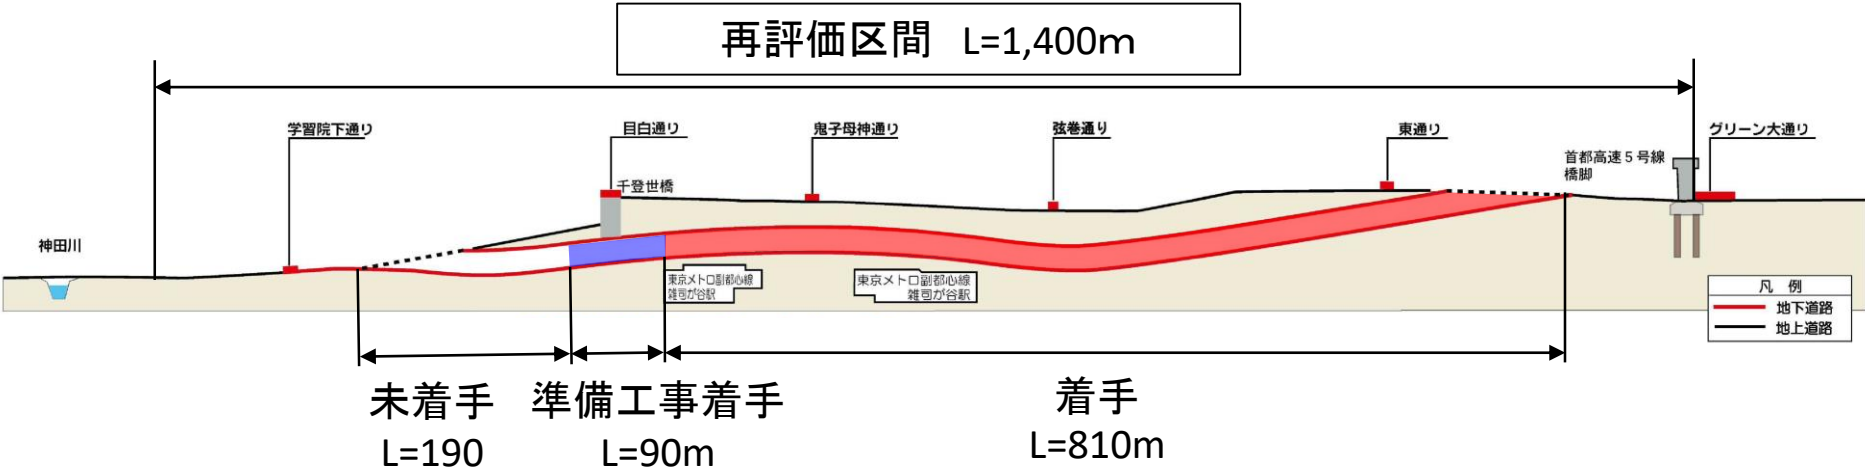 再評価区間 L=1,400m
学習院下通り
目白通り
鬼子母神通り
弦巻通り
東通り
グリーン大通り
首都高速5号線
橋脚
千登世橋
神田川
東京メトロ副都心線
雑司が谷駅
東京メトロ副都心線
雑司が谷駅
凡 例
地下道路
地上道路
未着手
L=190
準備工事着手
L=90m
着手
L=810m